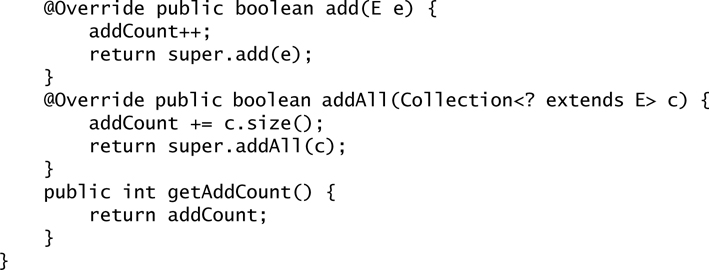 @Override public boolean add(E e) {
addCount++;
return super.add(e);
}
@Override public boolean addAll(Collection<? extends E> c) {
addCount += c.size();
return super.addAll(c);
}
public int getAddCount() {
return addCount;
}
}